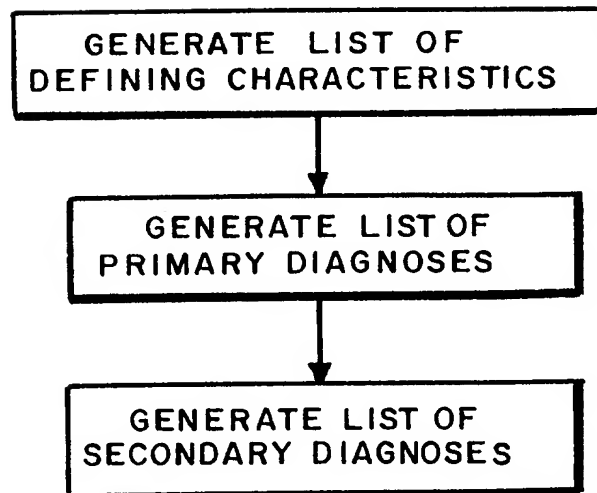 GENERATE LIST OF
DEFINING CHARACTERISTICS
GENERATE LIST OF
PRIMARY DIAGNOSES
GENERATE LIST OF
SECONDARY DIAGNOSES